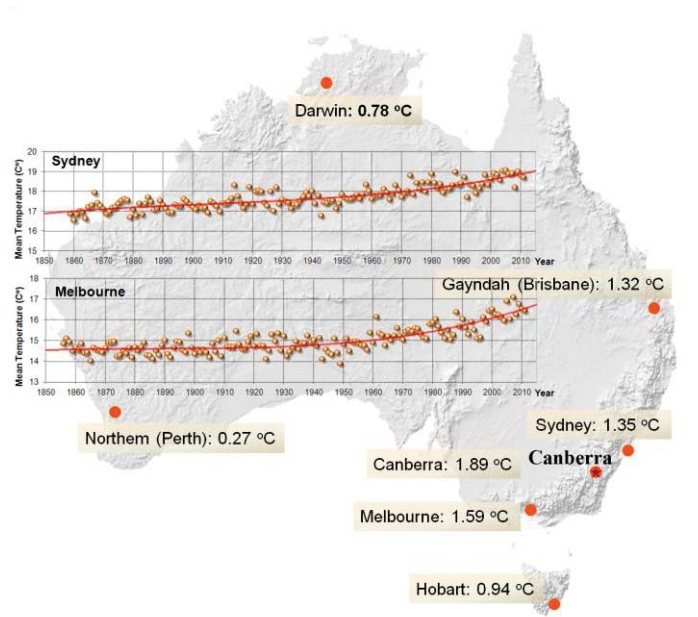 Darwin: 0.78 ºC
Sydney
Mean Temperature (Cº)
20
19
18
17
16
15
1850 1860 1870 1880 1890 1900 1910 1920 1930 1940 1950 1960 1970 1980 1990 2000 2010 Year
Melbourne
Mean Temperature (Cº)
18
17
16
15
14
13
1850 1860 1870 1880 1890 1900 1910 1920 1930 1940 1950 1960 1970 1980 1990 2000 2010 Year
Gayndah (Brisbane): 1.32 ºC
Northem (Perth): 0.27 ºC
Sydney: 1.35 ºC
Canberra: 1.89 ºC
Canberra
Melbourne: 1.59 ºC
Hobart: 0.94 ºC